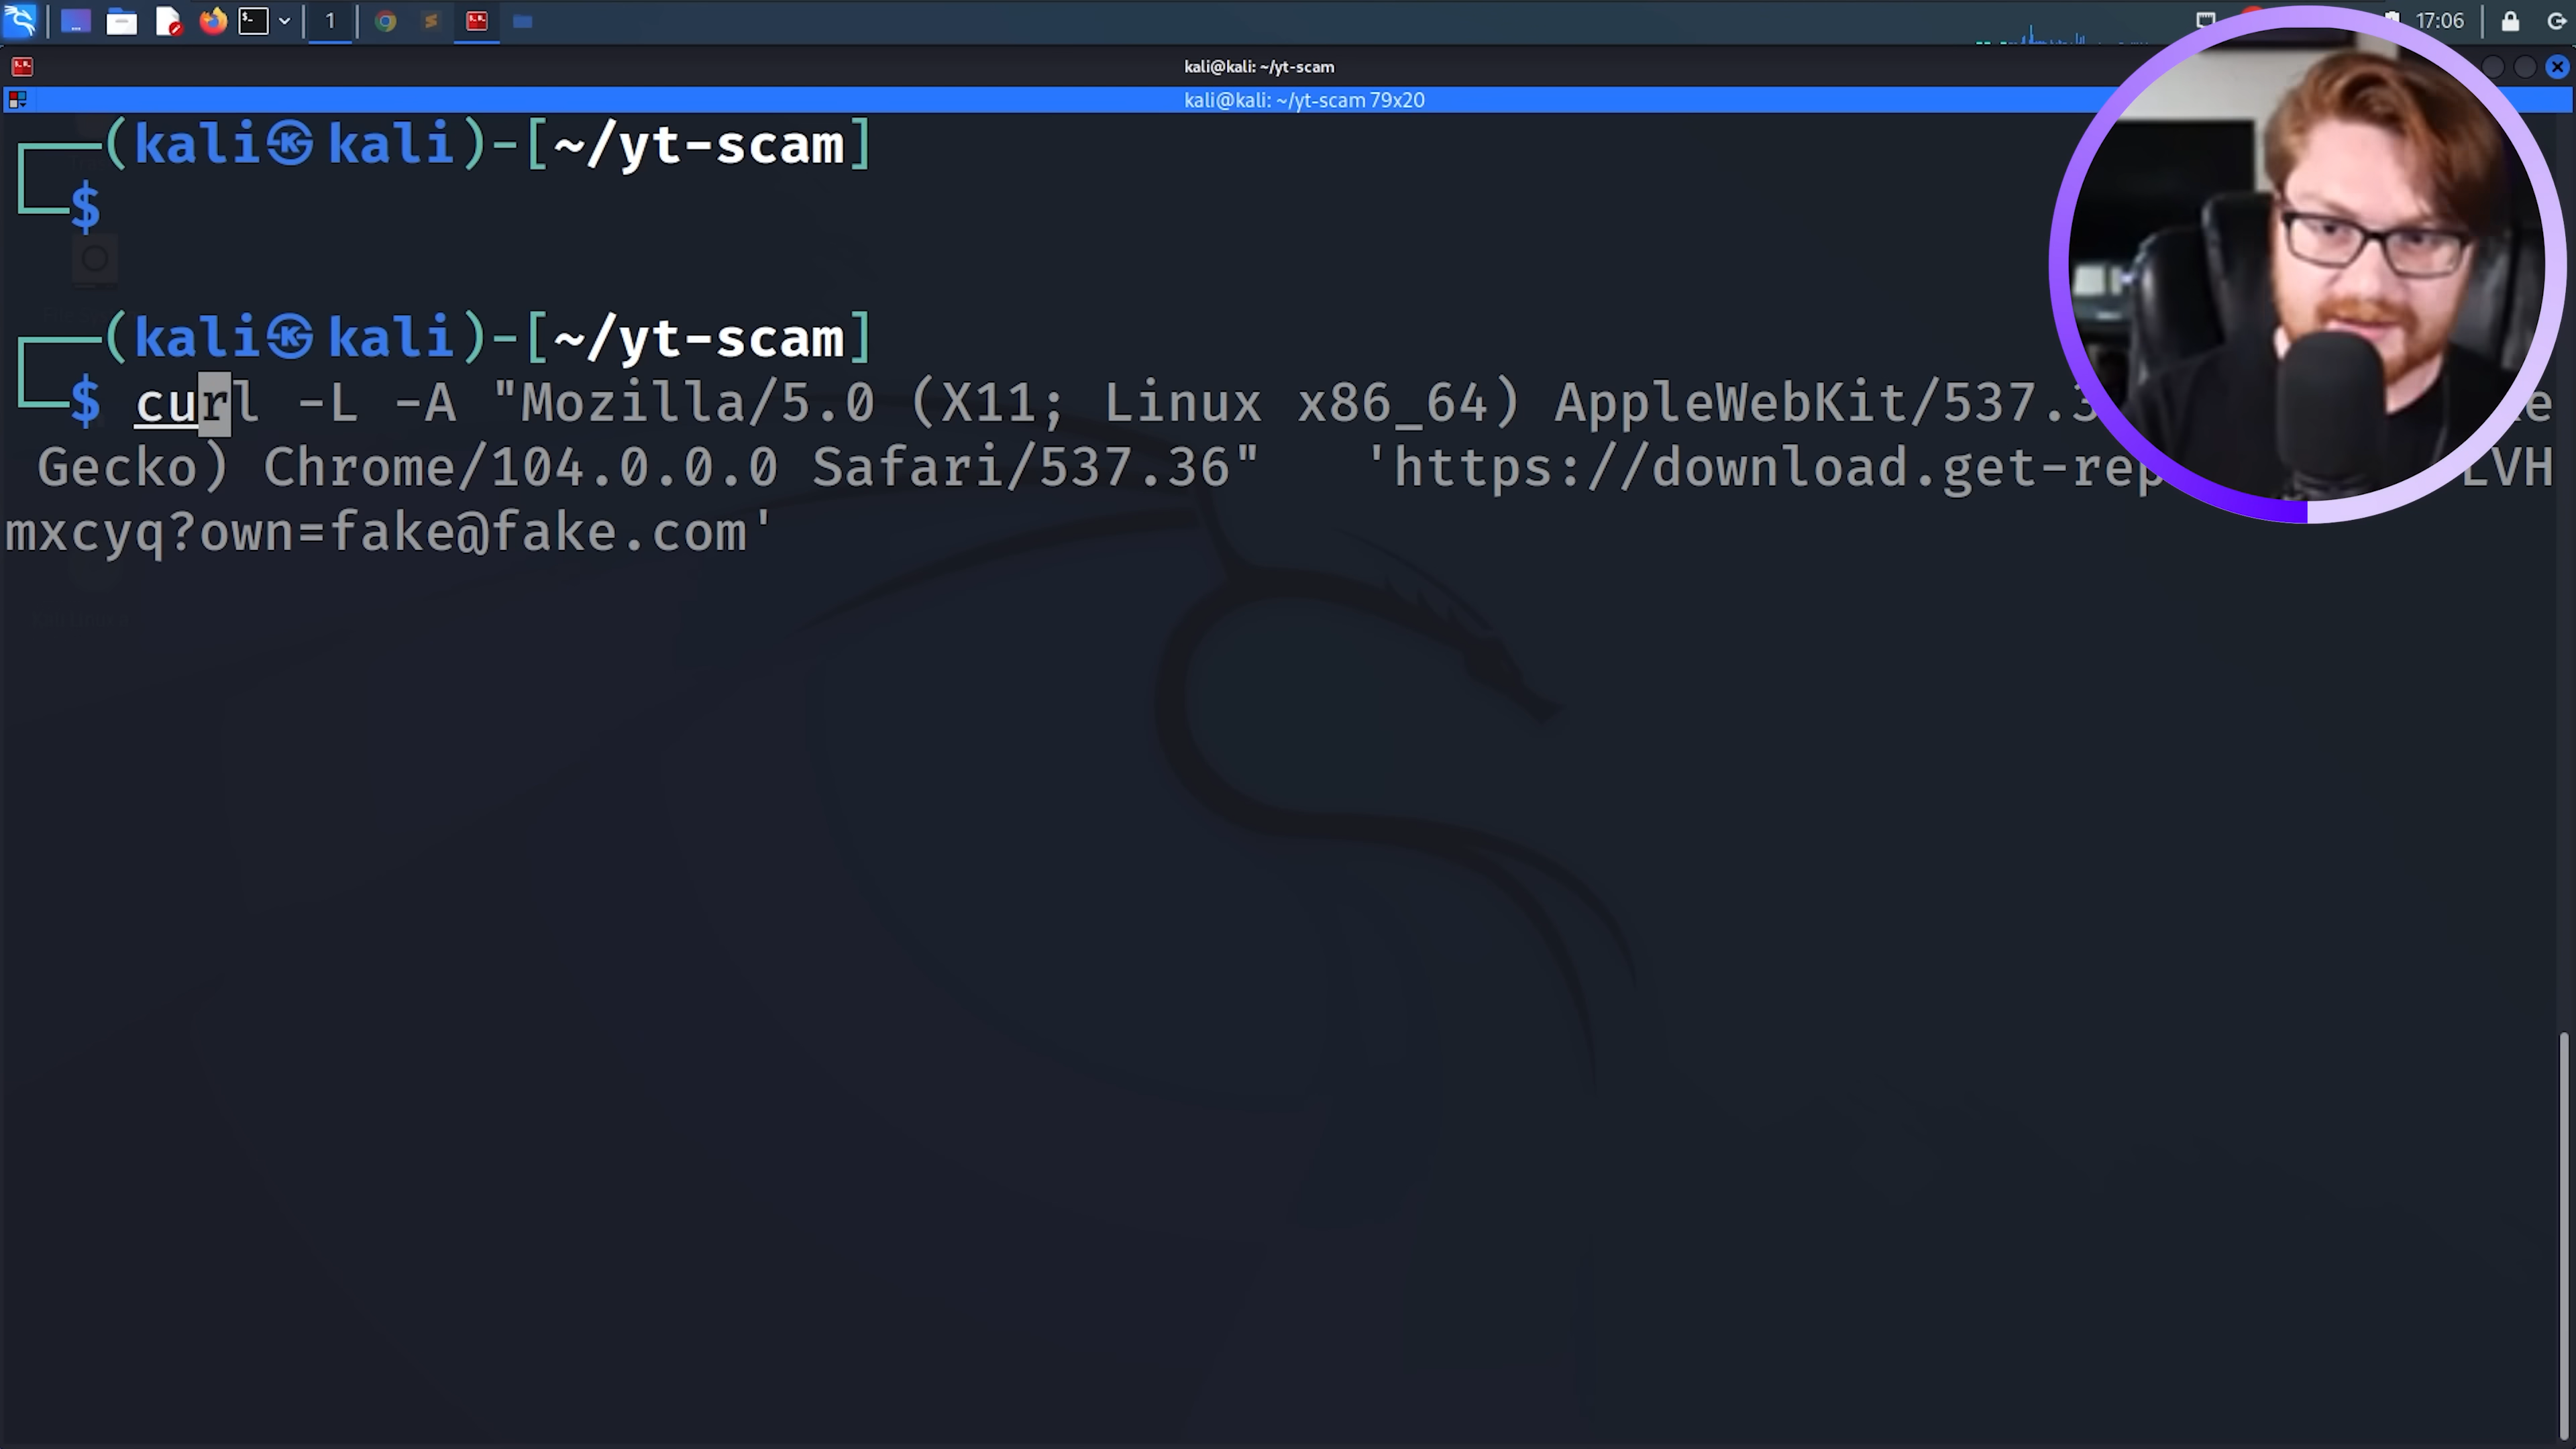 1
17:06
kali@kali: ~/yt-scam
kali@kali: ~/yt-scam 79x20
(kali㉿kali)-[~/yt-scam]
$
(kali㉿kali)-[~/yt-scam]
$ curl -L -A "Mozilla/5.0 (X11; Linux x86_64) AppleWebKit/537.3
Gecko) Chrome/104.0.0.0 Safari/537.36" 'https://download.get-rep LVH
mxcyq?own=fake@fake.com'